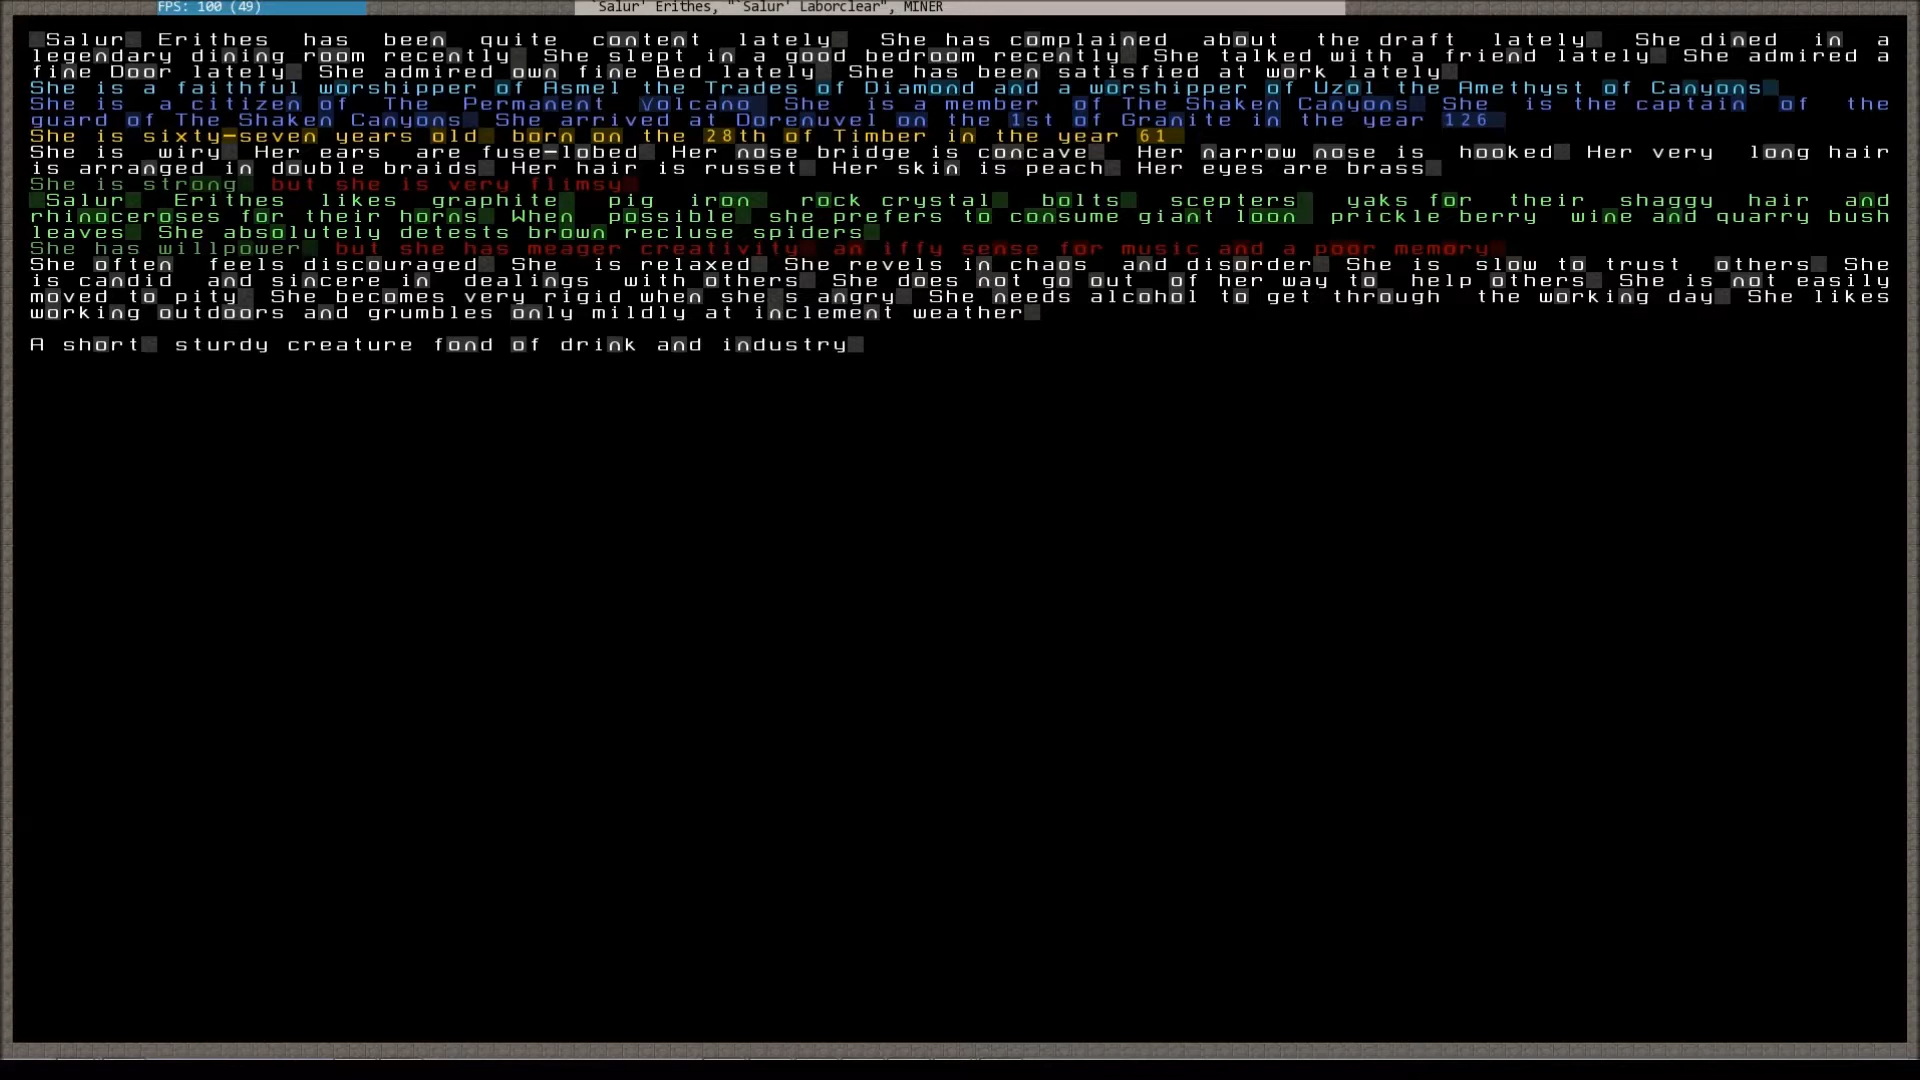 FPS: 100 (49)
`Salur' Erithes, "`Salur' Laborclear", MINER
Salur Erithes has been quite content lately She has complained about the draft lately She dined in a
legendary dining room recently She slept in a good bedroom recently She talked with a friend lately She admired a
fine Door lately She admired own fine Bed lately She has been satisfied at work lately
She is a faithful worshipper of Asmel the Trades of Diamond and a worshipper of Uzol the Amethyst of Canyons
She is a citizen of The Permanent Volcano She is a member of The Shaken Canyons She is the captain of the
guard of The Shaken Canyons She arrived at Dorenuvel on the 1st of Granite in the year 126
She is sixty-seven years old born on the 28th of Timber in the year 61
She is wiry Her ears are fuse-lobed Her nose bridge is concave Her narrow nose is hooked Her very long hair
is arranged in double braids Her hair is russet Her skin is peach Her eyes are brass
She is strong but she is very flimsy
Salur Erithes likes graphite pig iron rock crystal bolts scepters yaks for their shaggy hair and
rhinoceroses for their horns When possible she prefers to consume giant loon prickle berry wine and quarry bush
leaves She absolutely detests brown recluse spiders
She has willpower but she has meager creativity an iffy sense for music and a poor memory
She often feels discouraged She is relaxed She revels in chaos and disorder She is slow to trust others She
is candid and sincere in dealings with others She does not go out of her way to help others She is not easily
moved to pity She becomes very rigid when she s angry She needs alcohol to get through the working day She likes
working outdoors and grumbles only mildly at inclement weather
A short sturdy creature fond of drink and industry